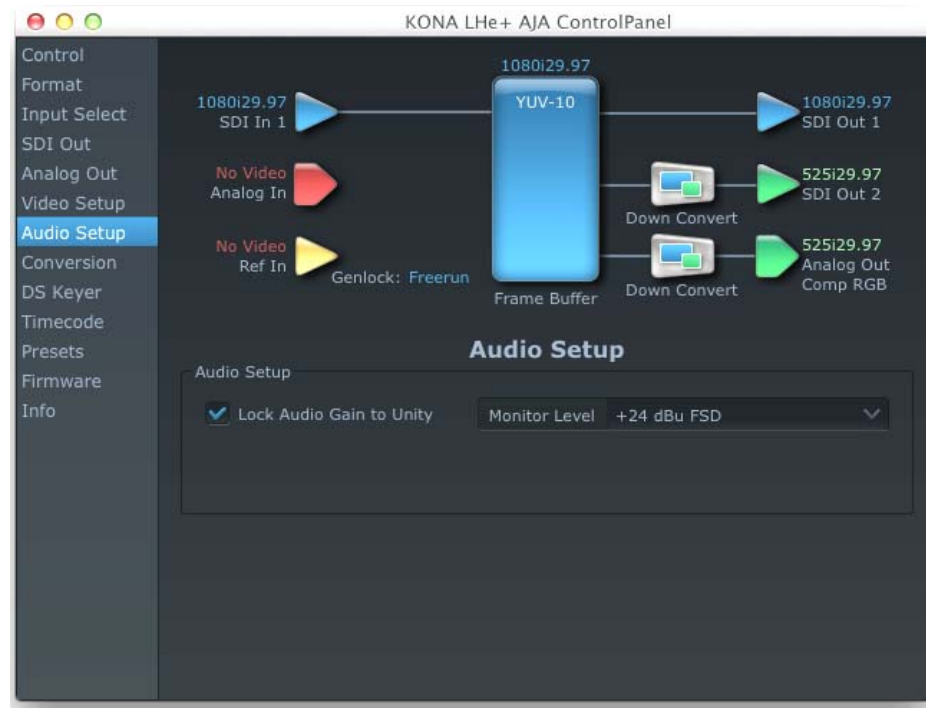 KONA LHe+ AJA ControlPanel
Control
Format
Input Select
SDI Out
Analog Out
Video Setup
Audio Setup
Conversion
DS Keyer
Timecode
Presets
Firmware
Info
1080i29.97
YUV-10
1080i29.97
SDI In 1
1080i29.97
SDI Out 1
No Video
Analog In
Down Convert
525i29.97
SDI Out 2
No Video
Ref In
Genlock: Freerun
Frame Buffer
Down Convert
525i29.97
Analog Out
Comp RGB
Audio Setup
Audio Setup
Lock Audio Gain to Unity
Monitor Level +24 dBu FSD